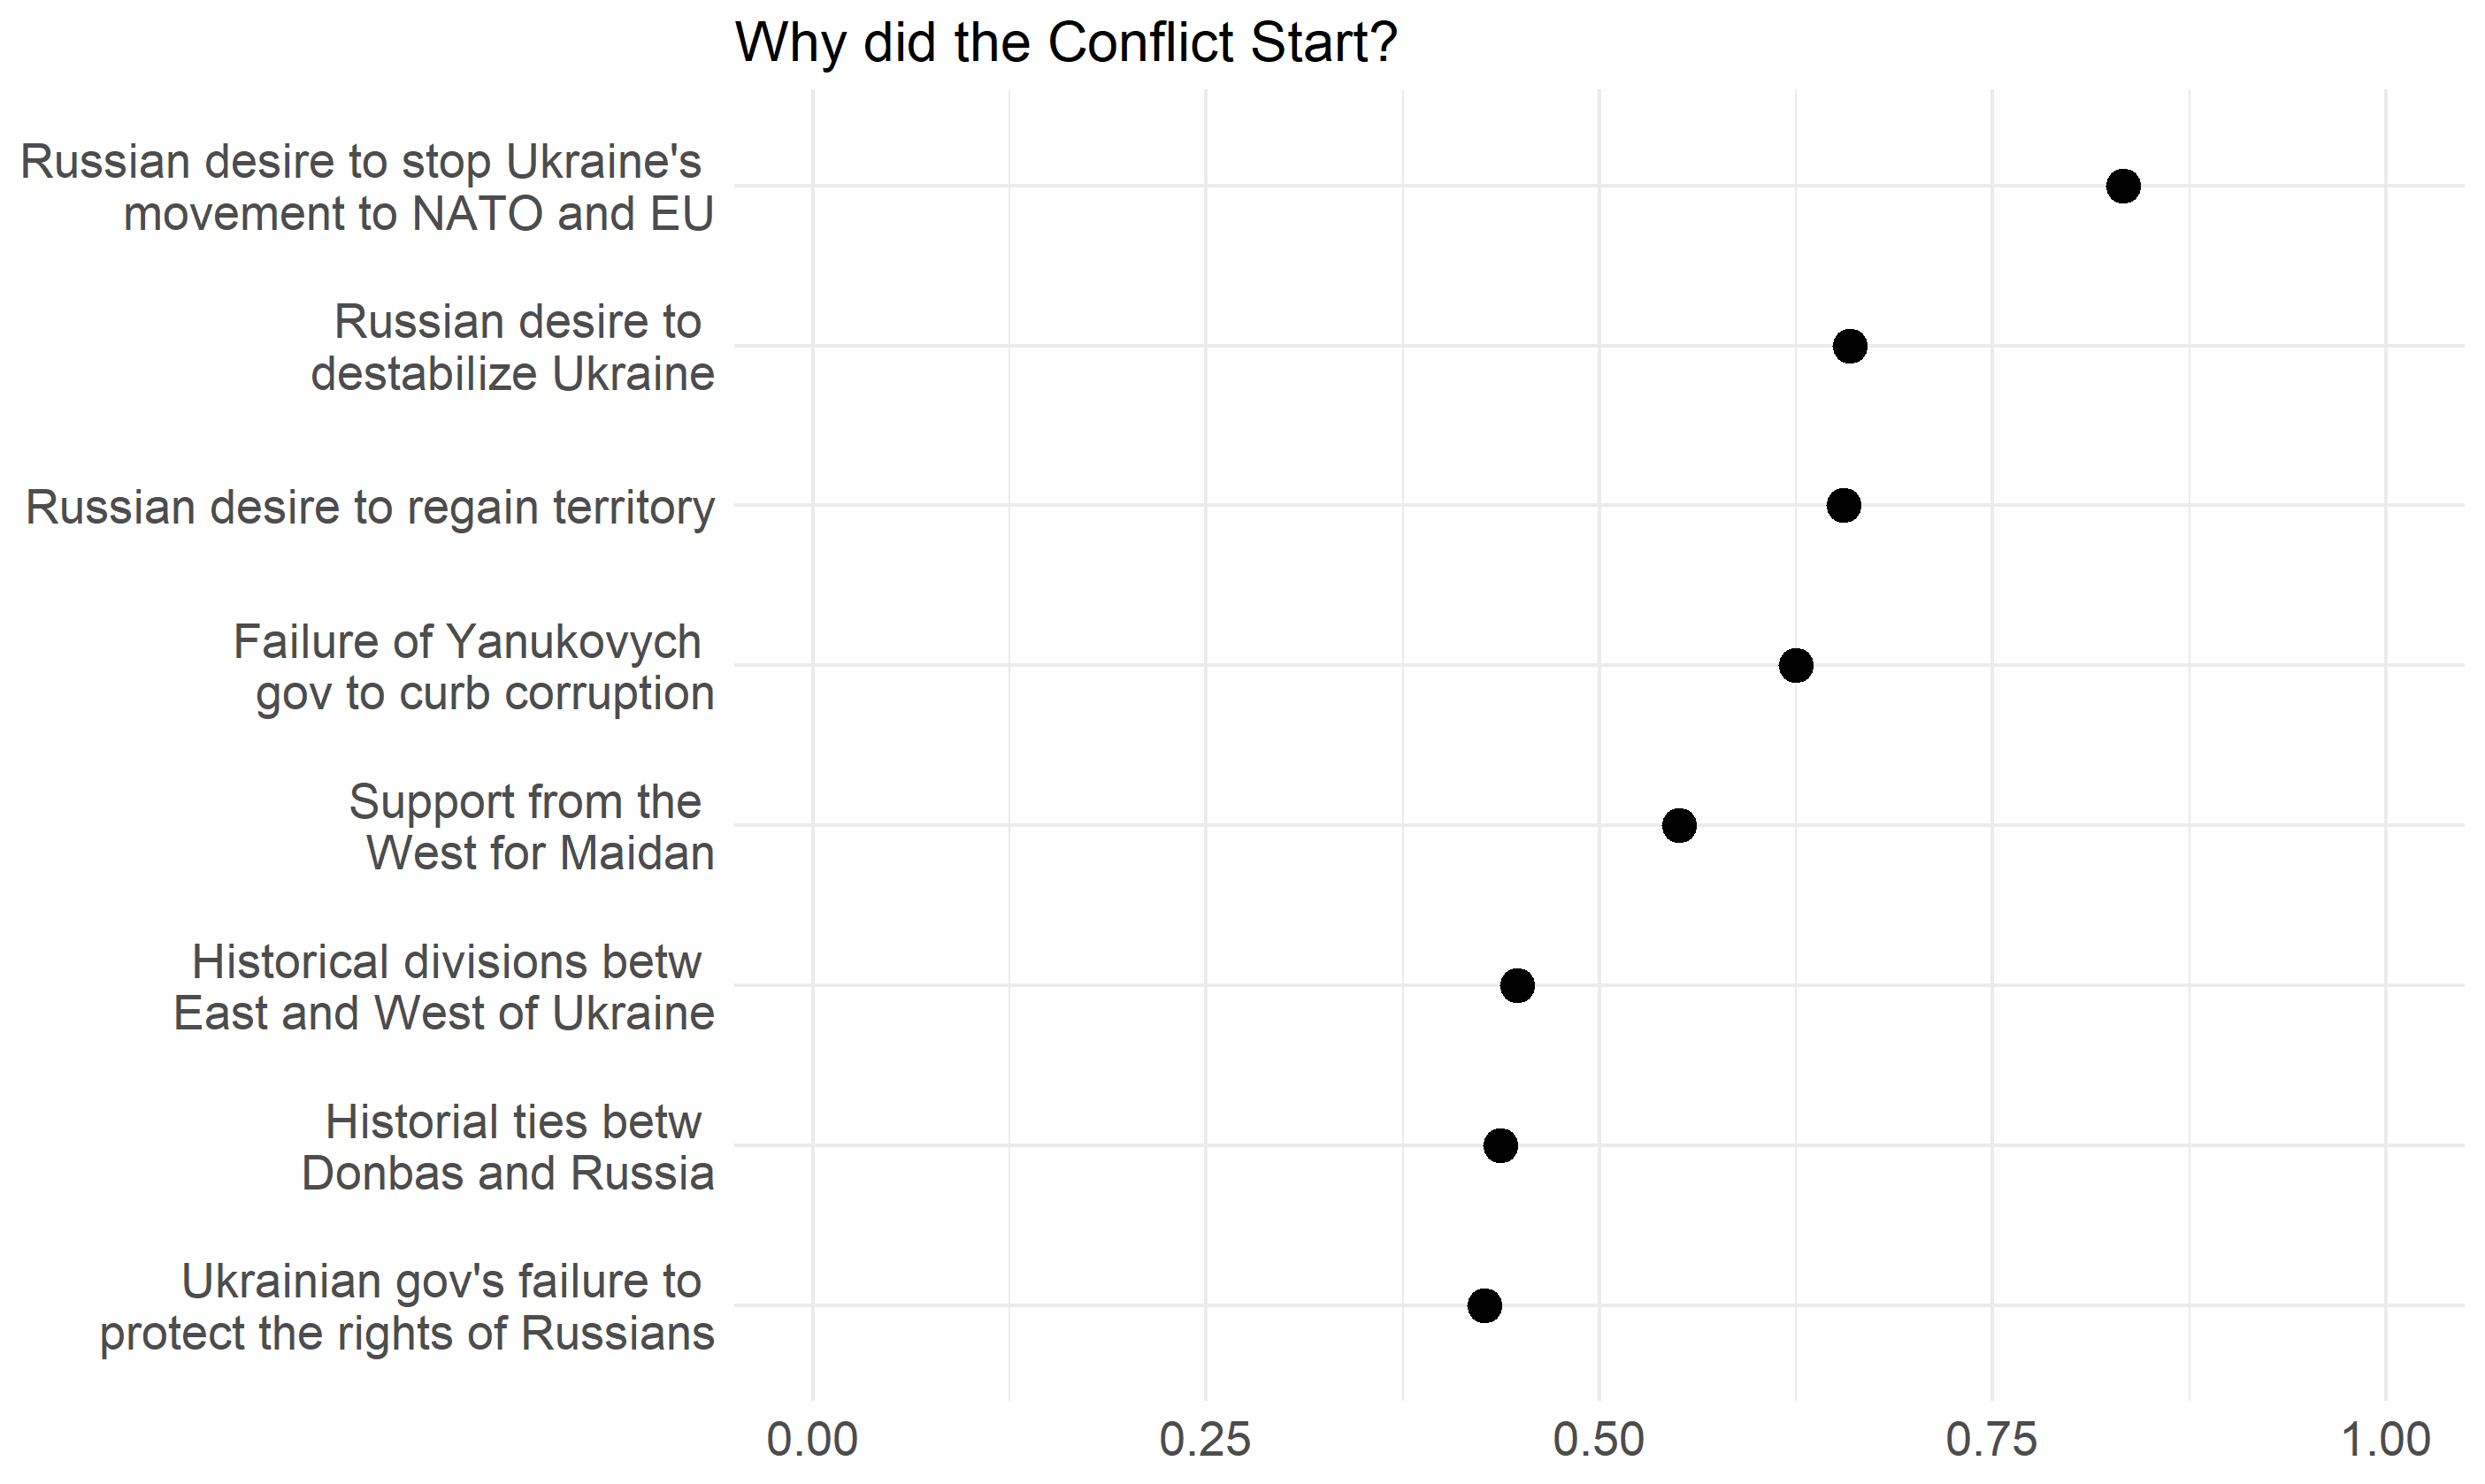 Why did the Conflict Start?
Russian desire to stop Ukraine's
movement to NATO and EU
Russian desire to
destabilize Ukraine
Russian desire to regain territory
Failure of Yanukovych
gov to curb corruption
Support from the
West for Maidan
Historical divisions betw
East and West of Ukraine
Historial ties betw
Donbas and Russia
Ukrainian gov's failure to
protect the rights of Russians
0.00 0.25 0.50 0.75 1.00